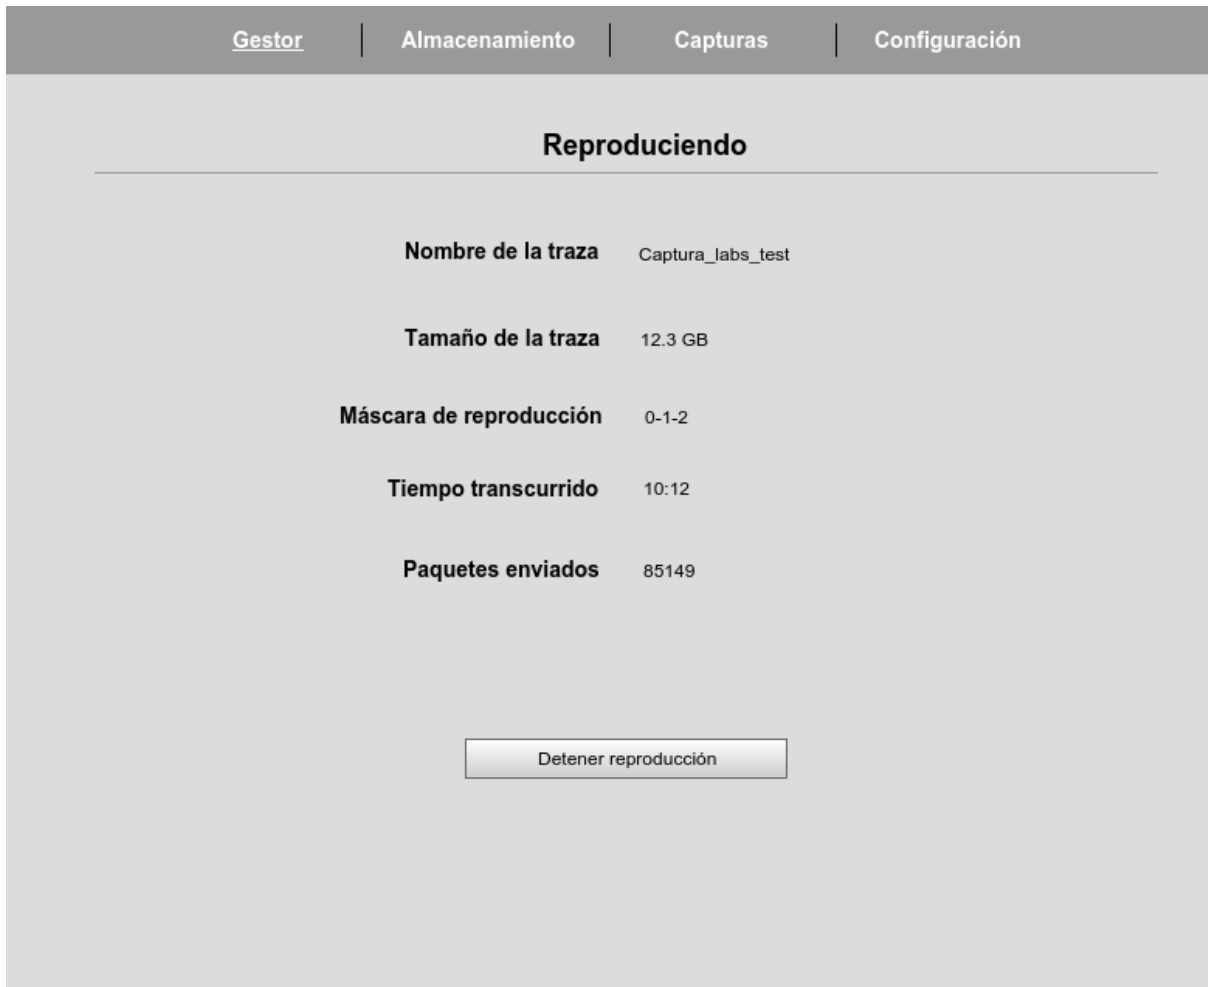 Gestor Almacenamiento Capturas Configuración
Reproduciendo
Nombre de la traza Captura_labs_test
Tamaño de la traza 12.3 GB
Máscara de reproducción 0-1-2
Tiempo transcurrido 10:12
Paquetes enviados 85149
Detener reproducción